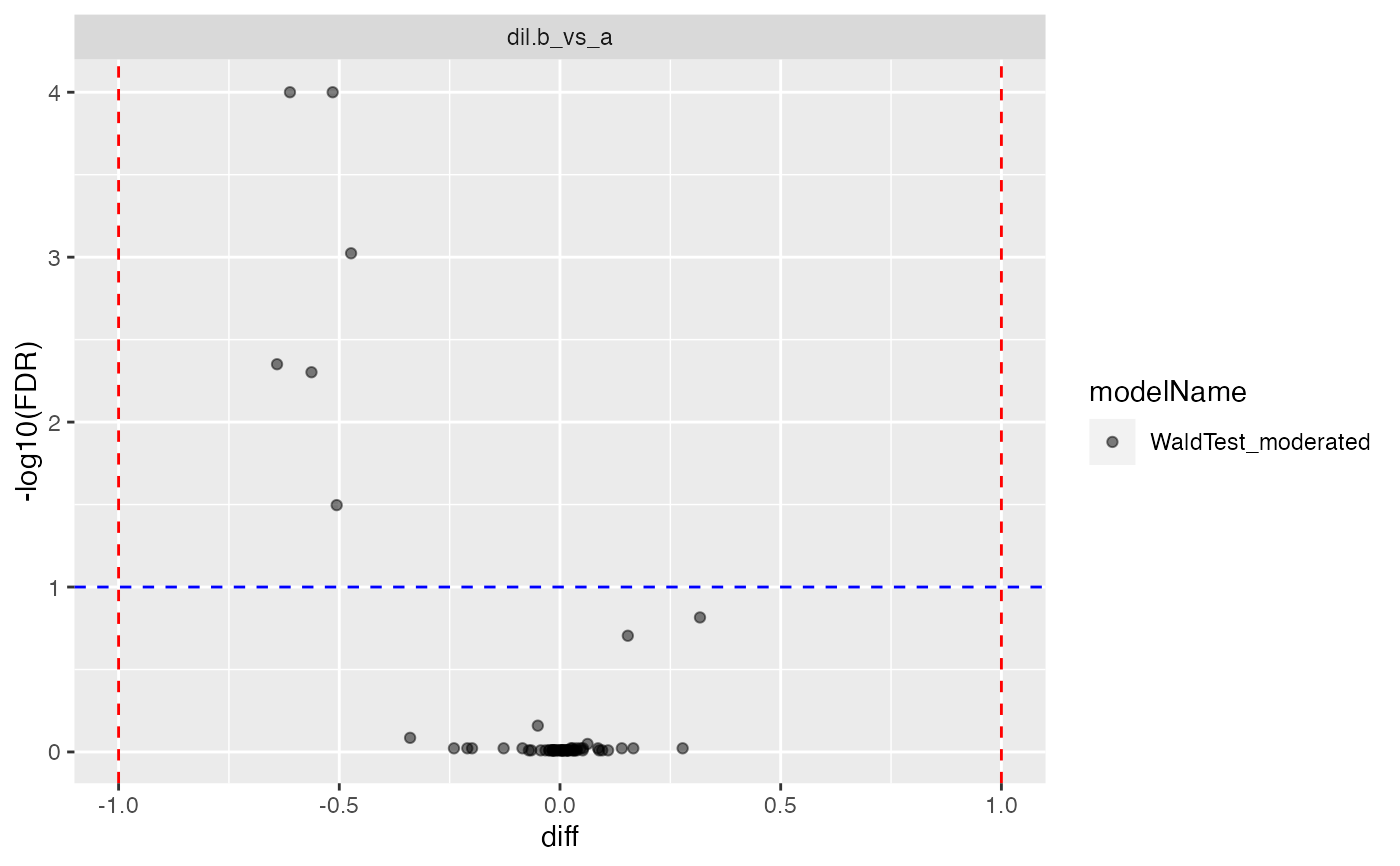 dil.b_vs_a
4
3
2
1
0
-log10(FDR)
-1.0 -0.5 0.0 0.5 1.0
diff
modelName
WaldTest_moderated